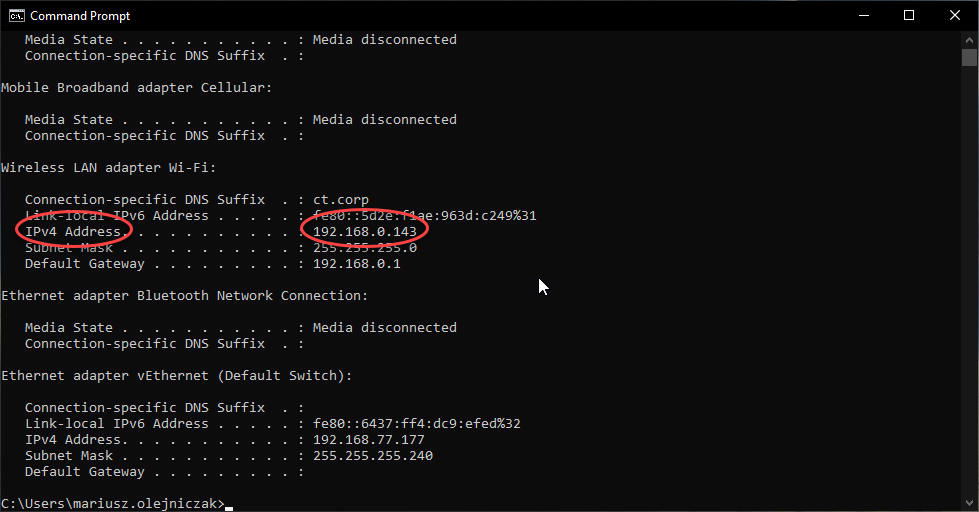 Command Prompt
Media State . . . . . . . . . . . : Media disconnected
Connection-specific DNS Suffix  . :
Mobile Broadband adapter Cellular:
Media State . . . . . . . . . . . : Media disconnected
Connection-specific DNS Suffix  . :
Wireless LAN adapter Wi-Fi:
Connection-specific DNS Suffix  . : ct.corp
Link-local IPv6 Address . . . . . : fe80::5d2e:f1ae:963d:c249%31
IPv4 Address. . . . . . . . . . . : 192.168.0.143
Subnet Mask . . . . . . . . . . . : 255.255.255.0
Default Gateway . . . . . . . . . : 192.168.0.1
Ethernet adapter Bluetooth Network Connection:
Media State . . . . . . . . . . . : Media disconnected
Connection-specific DNS Suffix  . :
Ethernet adapter vEthernet (Default Switch):
Connection-specific DNS Suffix  . :
Link-local IPv6 Address . . . . . : fe80::6437:ff4:dc9:efed%32
IPv4 Address. . . . . . . . . . . : 192.168.77.177
Subnet Mask . . . . . . . . . . . : 255.255.255.240
Default Gateway . . . . . . . . . :
C:\Users\mariusz.olejniczak>